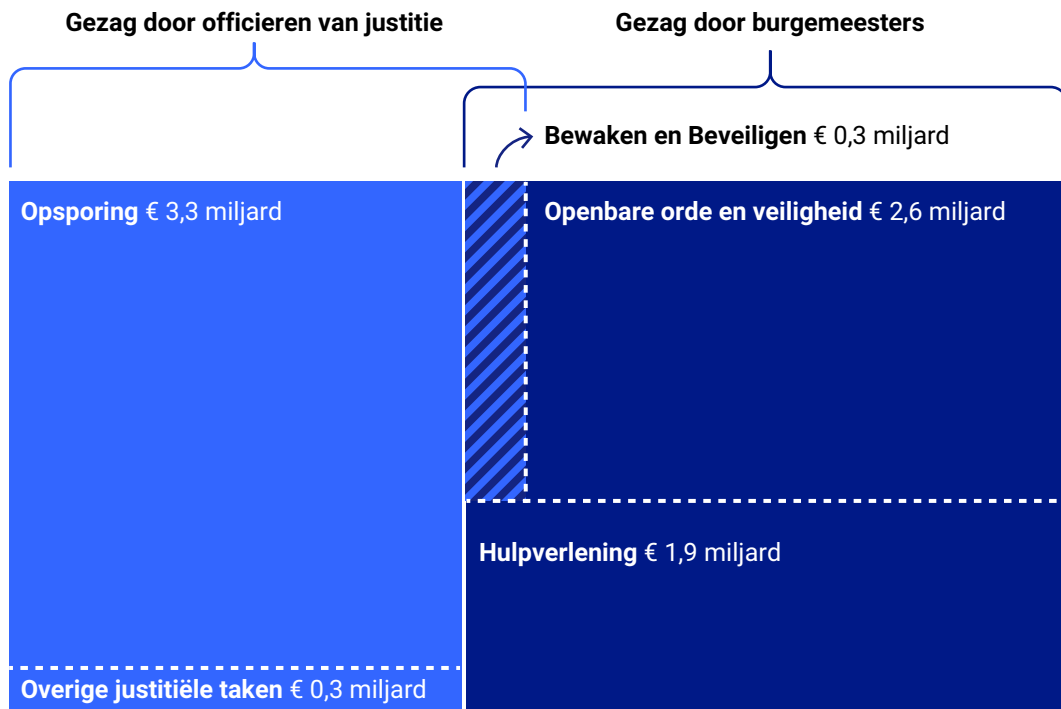 Gezag door officieren van justitie
Gezag door burgemeesters
Bewaken en Beveiligen € 0,3 miljard
Opsporing € 3,3 miljard
Openbare orde en veiligheid € 2,6 miljard
Hulpverlening € 1,9 miljard
Overige justitiële taken € 0,3 miljard